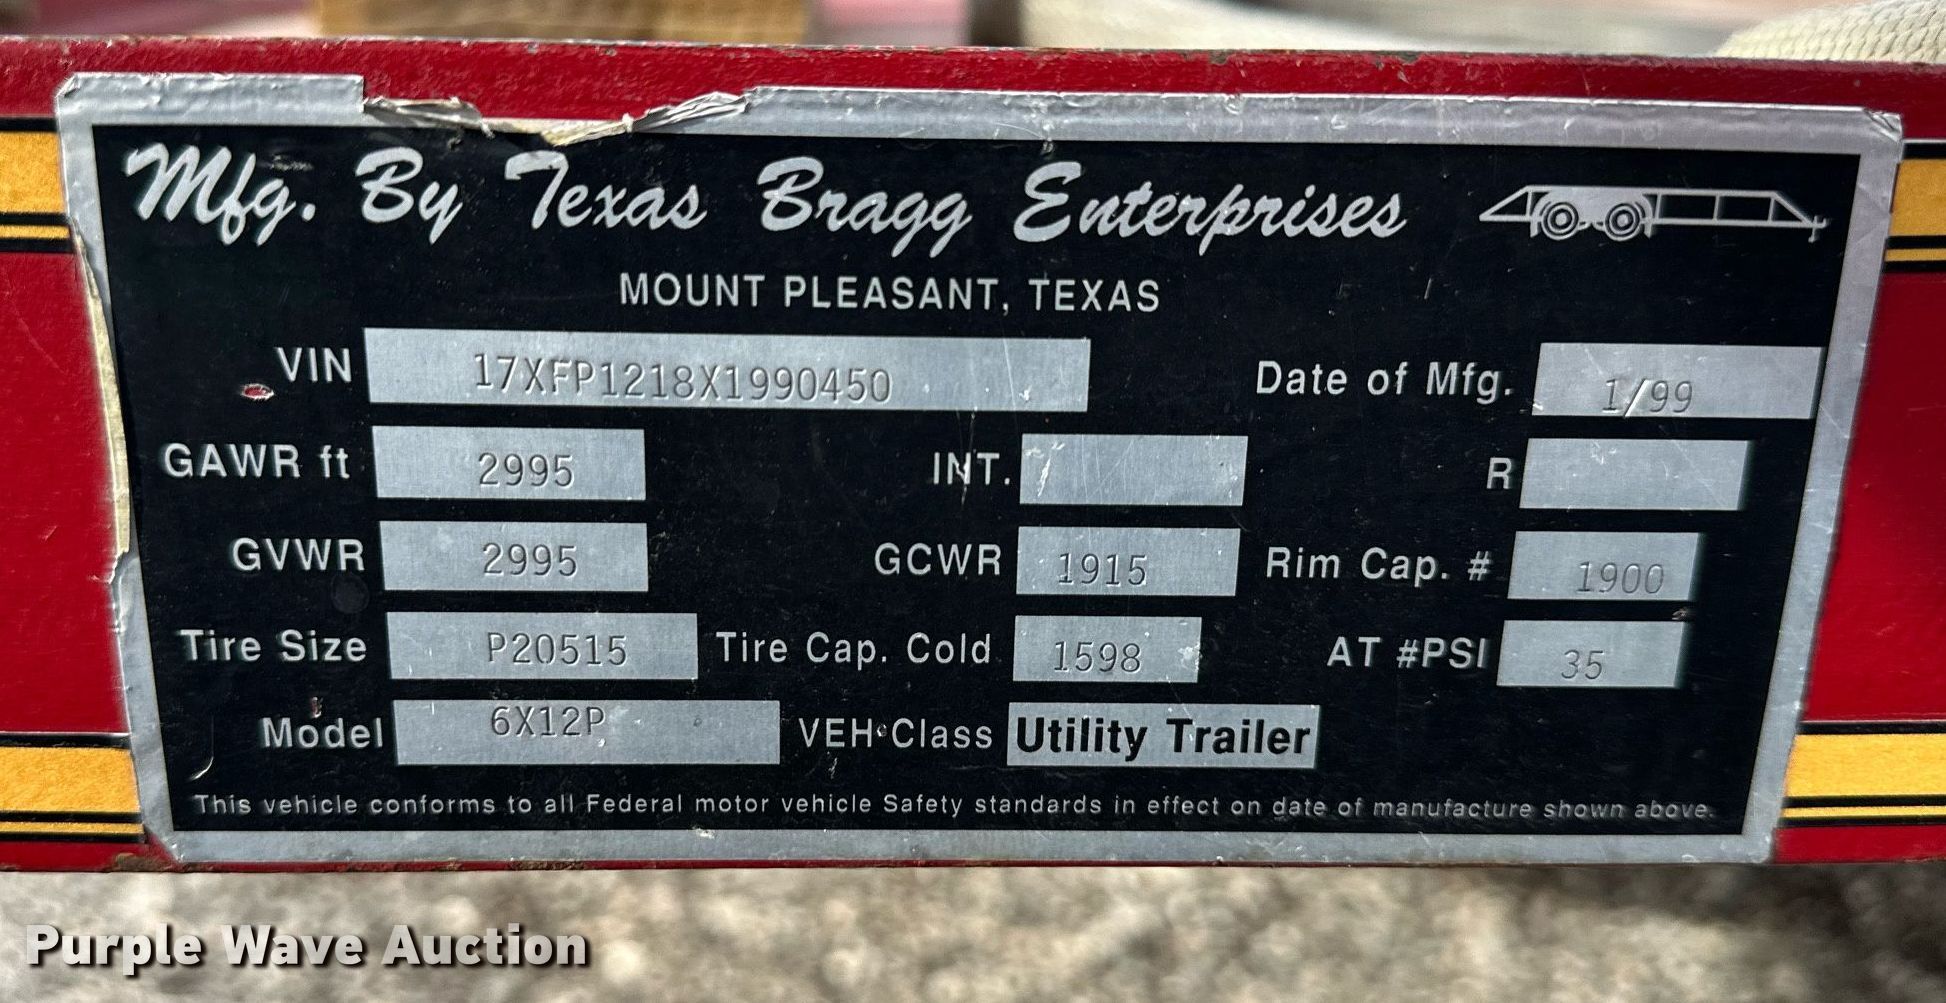 Mfg. By Texas Bragg Enterprises
MOUNT PLEASANT, TEXAS
VIN 17XFP1218X1990450 Date of Mfg. 1/99
GAWR ft 2995 INT. R
GVWR 2995 GCWR 1915 Rim Cap. # 1900
Tire Size P20515 Tire Cap. Cold 1598 AT #PSI 35
Model 6X12P VEH Class Utility Trailer
This vehicle conforms to all Federal motor vehicle Safety standards in effect on date of manufacture shown above.
Purple Wave Auction